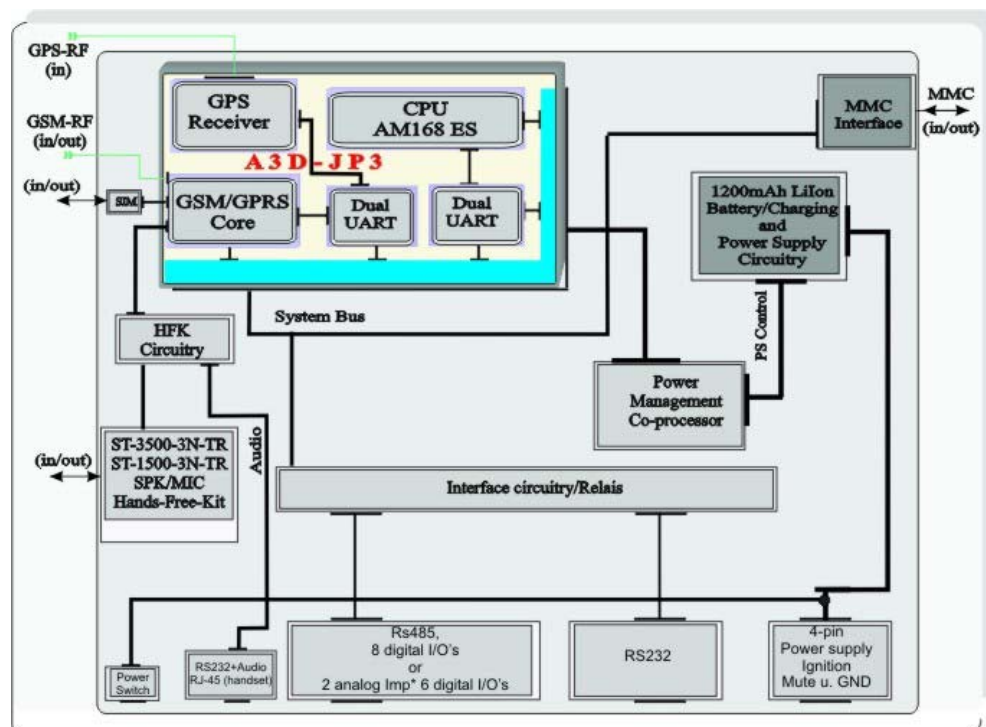 GPS-RF
(in)
GSM-RF
(in/out)
(in/out)
SIM
GPS
Receiver
CPU
AM168 ES
A3D-JP3
GSM/GPRS
Core
Dual
UART
Dual
UART
MMC
Interface
MMC
(in/out)
1200mAh LiIon
Battery/Charging
and
Power Supply
Circuitry
System Bus
HFK
Circuitry
PS Control
Power
Management
Co-processor
(in/out)
ST-3500-3N-TR
ST-1500-3N-TR
SPK/MIC
Hands-Free-Kit
Audio
Interface circuitry/Relais
Power
Switch
RS232+Audio
RJ-45 (handset)
Rs485,
8 digital I/O's
or
2 analog Imp* 6 digital I/O's
RS232
4-pin
Power supply
Ignition
Mute u. GND